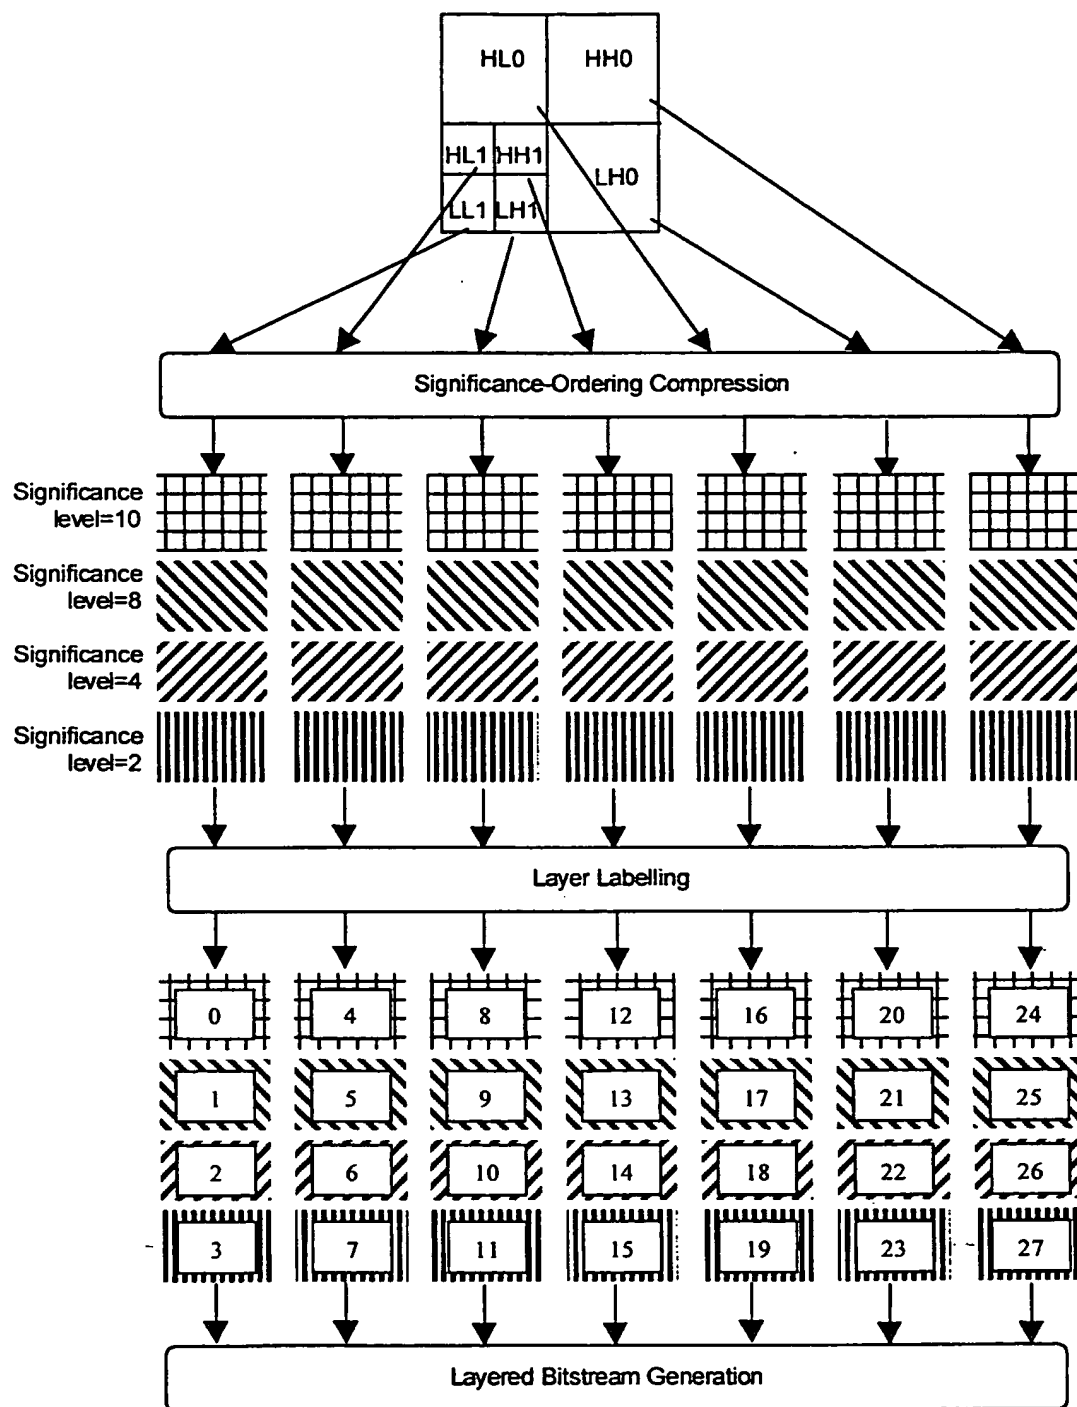 HL0 HH0
HL1 HH1
LH0
LL1 LH1
Significance-Ordering Compression
Significance
level=10
Significance
level=8
Significance
level=4
Significance
level=2
Layer Labelling
0 4 8 12 16 20 24
1 5 9 13 17 21 25
2 6 10 14 18 22 26
3 7 11 15 19 23 27
Layered Bitstream Generation